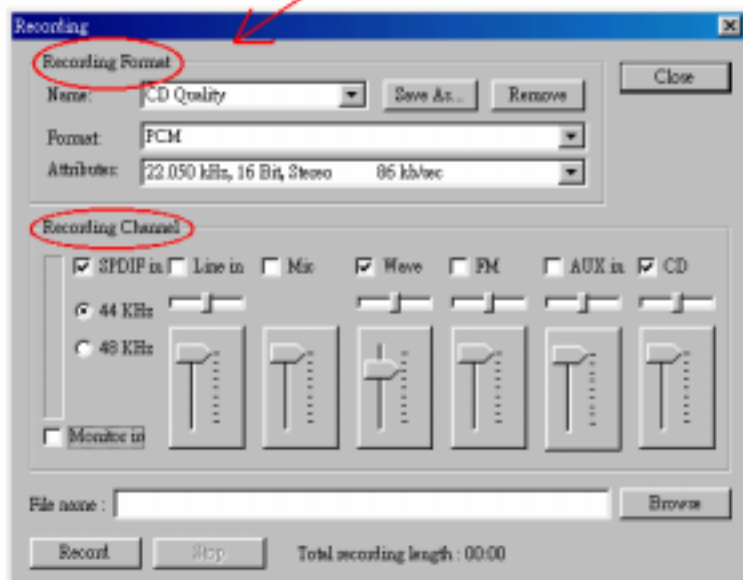 Recording
Recording Format
Close
Name: CD Quality Save As... Remove
Format: PCM
Attributes: 22.050 kHz, 16 Bit, Stereo 86 kb/sec
Recording Channel
SPDIF in Line in Mic Wave FM AUX in CD
44 KHz
48 KHz
Monitor in
File name : Browse
Record Stop Total recording length : 00:00